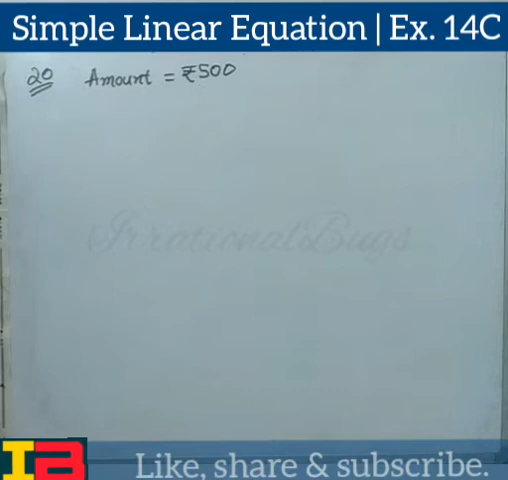 Simple Linear Equation | Ex. 14C
20 Amount = ₹500
IrrationalBugs
IB
Like, share & subscribe.